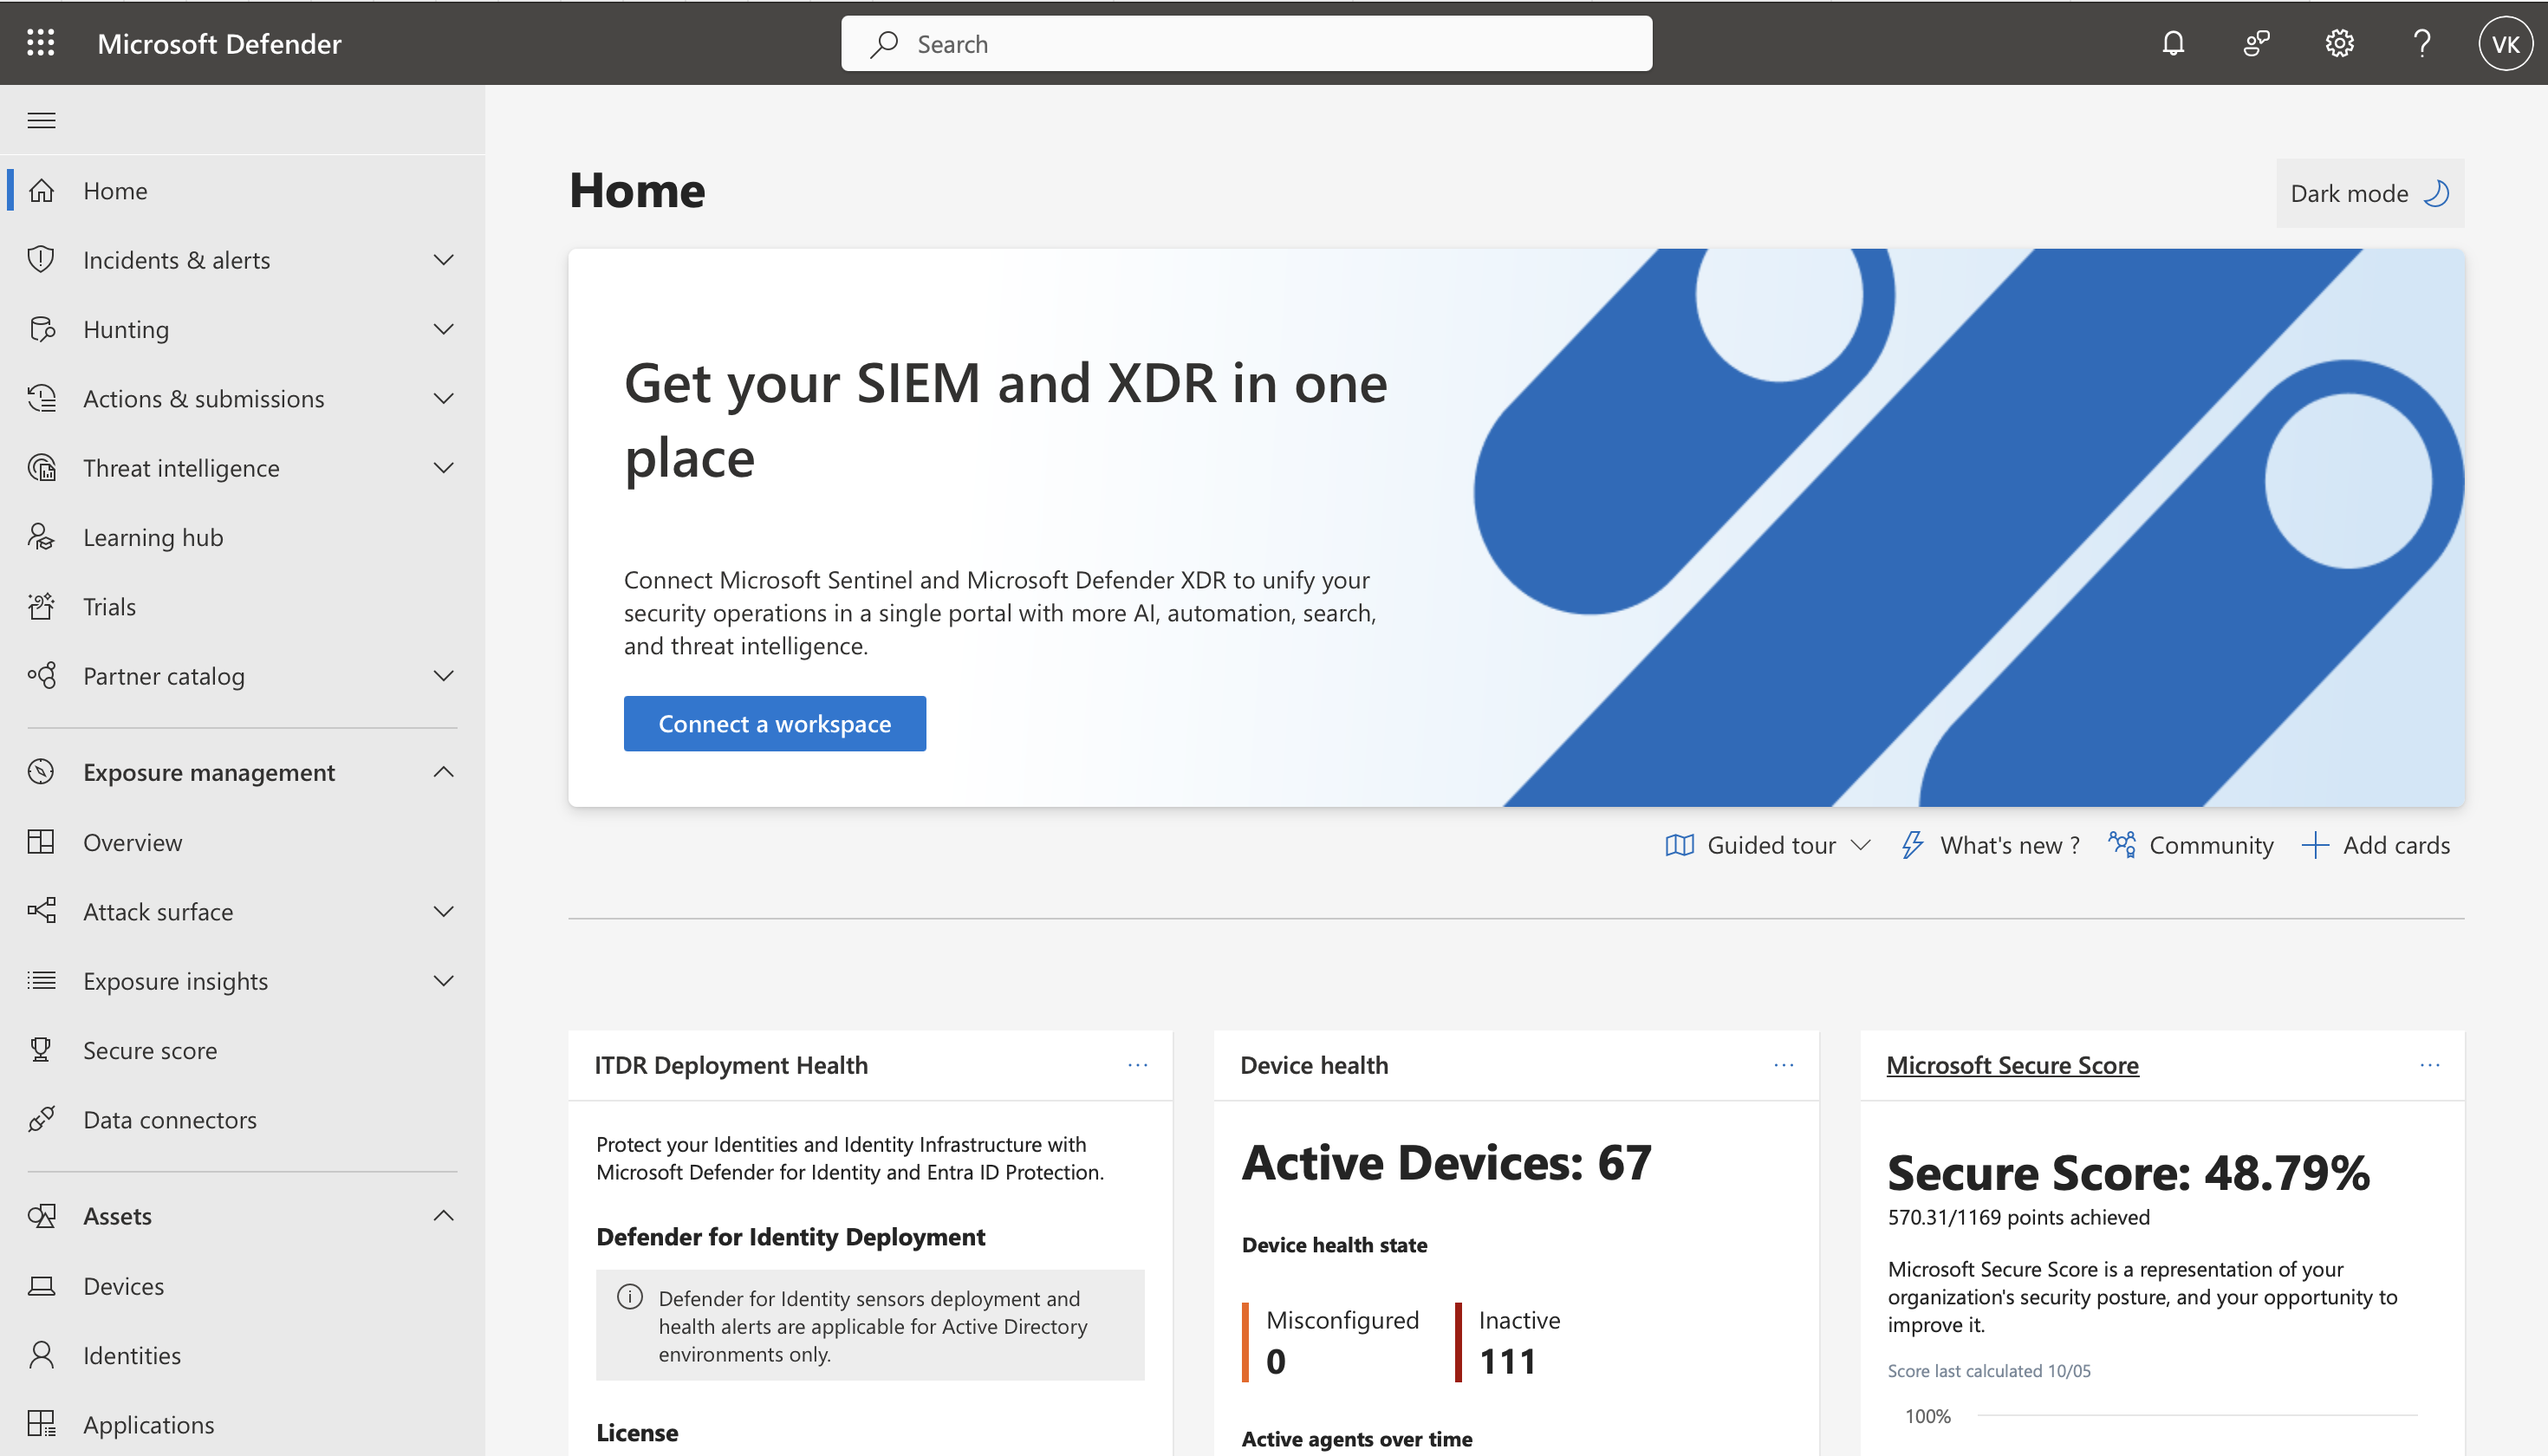 Microsoft Defender
Search
VK
Home
Incidents & alerts
Hunting
Actions & submissions
Threat intelligence
Learning hub
Trials
Partner catalog
Exposure management
Overview
Attack surface
Exposure insights
Secure score
Data connectors
Assets
Devices
Identities
Applications
Home
Dark mode
Get your SIEM and XDR in one
place
Connect Microsoft Sentinel and Microsoft Defender XDR to unify your
security operations in a single portal with more AI, automation, search,
and threat intelligence.
Connect a workspace
Guided tour
What's new ?
Community
Add cards
ITDR Deployment Health
Protect your Identities and Identity Infrastructure with
Microsoft Defender for Identity and Entra ID Protection.
Defender for Identity Deployment
Defender for Identity sensors deployment and
health alerts are applicable for Active Directory
environments only.
License
Device health
Active Devices: 67
Device health state
Misconfigured
0
Inactive
111
Active agents over time
Microsoft Secure Score
Secure Score: 48.79%
570.31/1169 points achieved
Microsoft Secure Score is a representation of your
organization's security posture, and your opportunity to
improve it.
Score last calculated 10/05
100%